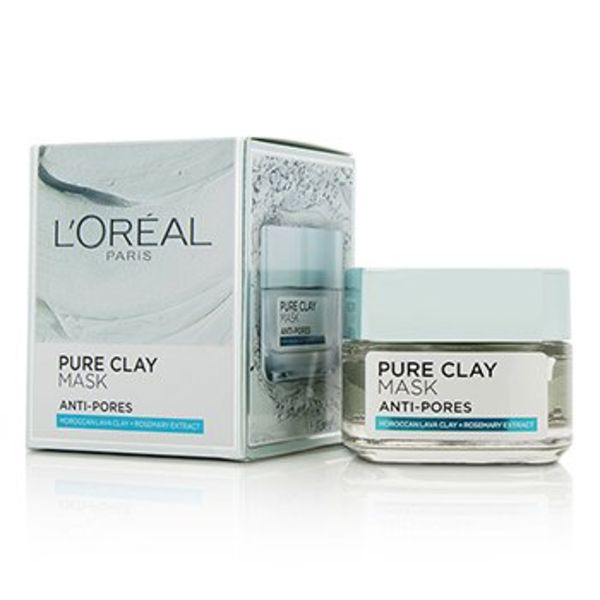 L'ORÉAL
PARIS
PURE CLAY
MASK
ANTI-PORES
MOROCCAN LAVA CLAY + ROSEMARY EXTRACT
PURE CLAY
MASK
ANTI-PORES
PURE CLAY
MASK
ANTI-PORES
MOROCCAN LAVA CLAY + ROSEMARY EXTRACT